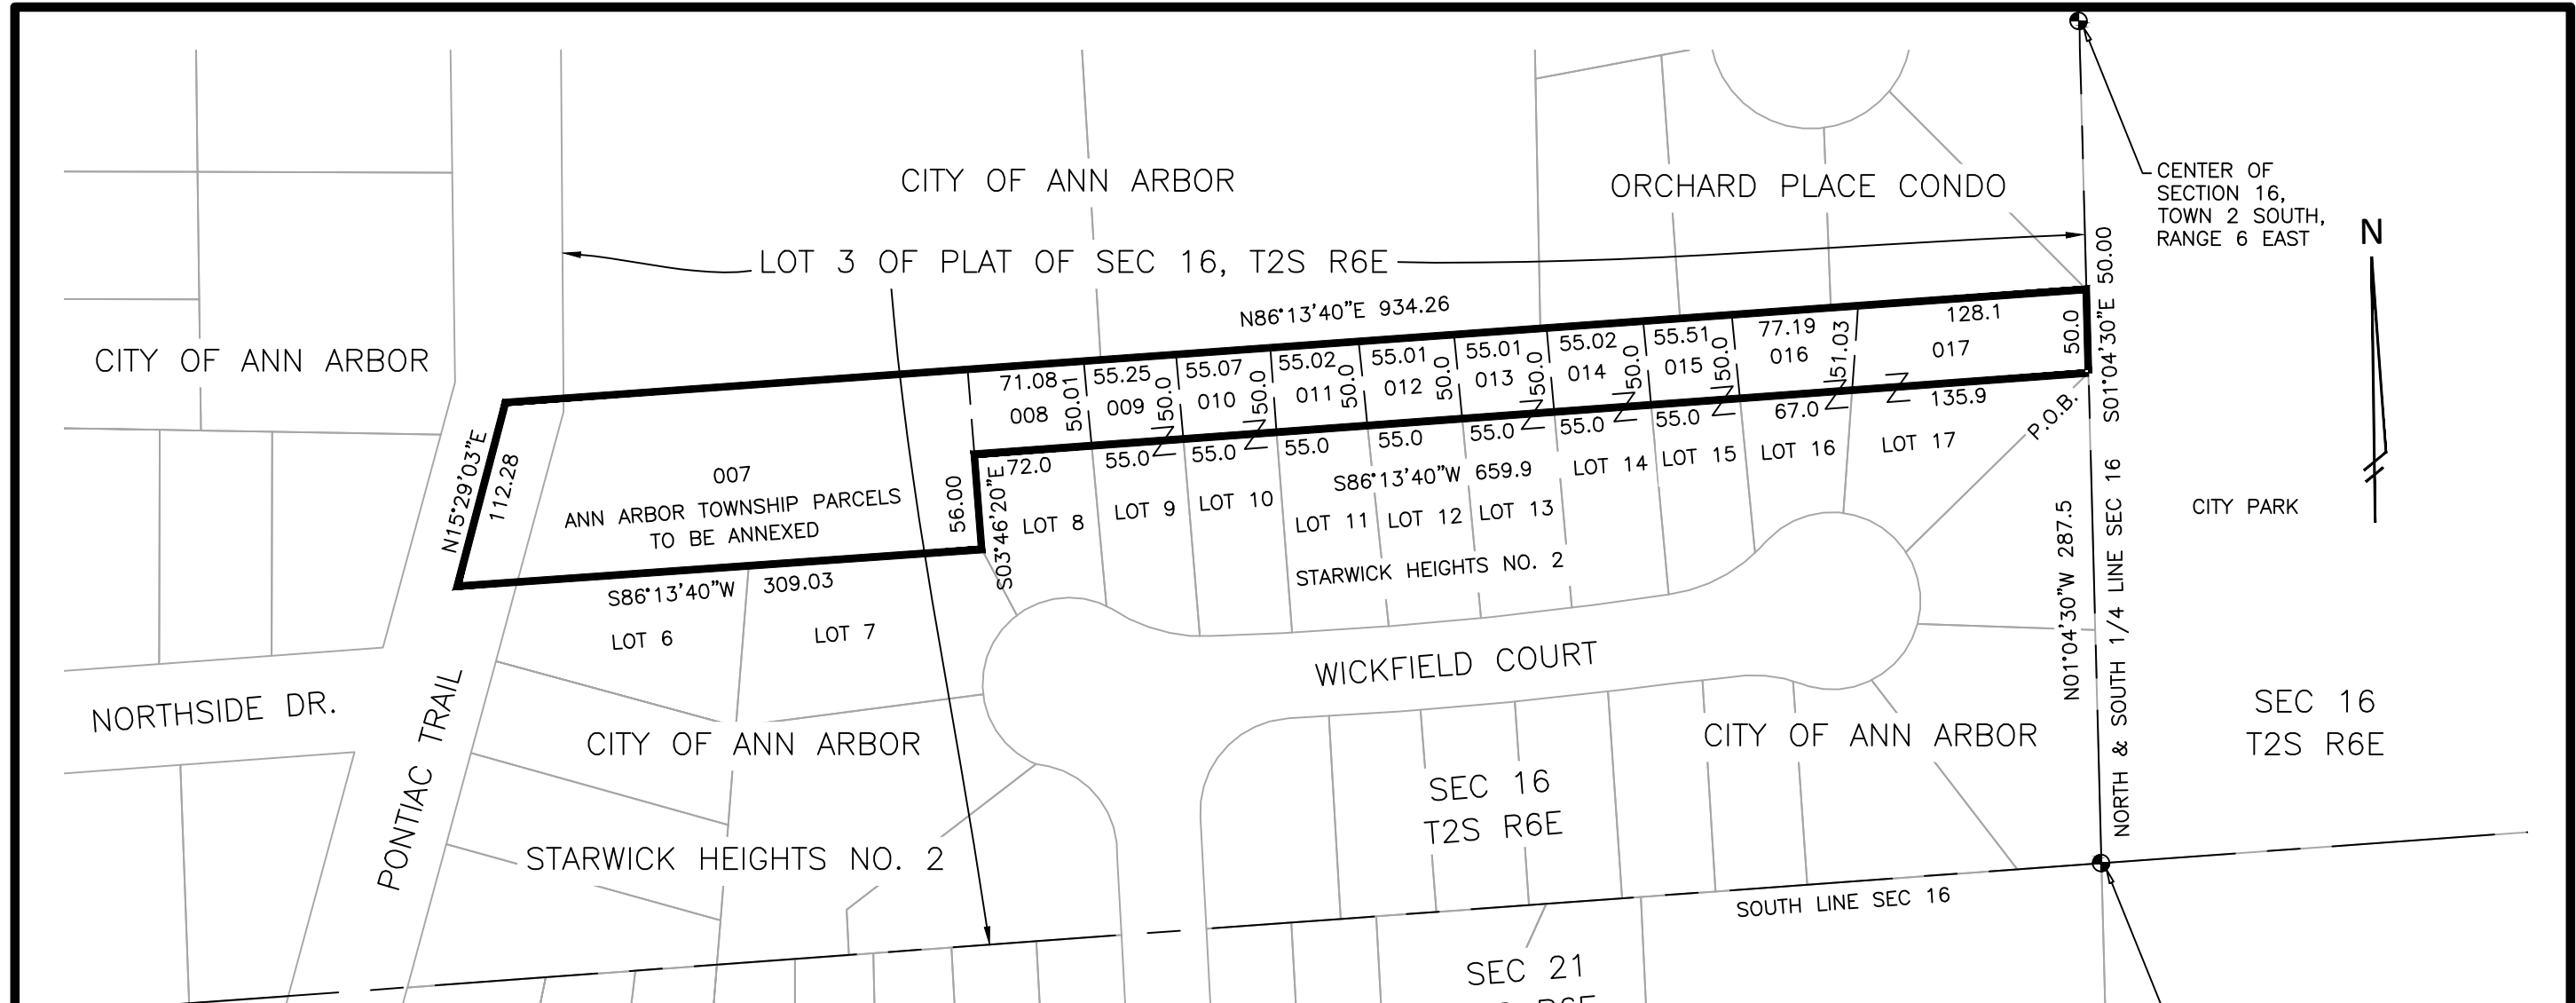 CENTER OF
SECTION 16,
TOWN 2 SOUTH,
RANGE 6 EAST
N
CITY OF ANN ARBOR
ORCHARD PLACE CONDO
LOT 3 OF PLAT OF SEC 16, T2S R6E
S01°04'30"E 50.00
N86°13'40"E 934.26
CITY OF ANN ARBOR
71.08
55.25
55.07
55.02
55.01
55.01
55.02
55.51
77.19
128.1
008
009
010
011
012
013
014
015
016
017
50.01
50.0
50.0
50.0
50.0
50.0
50.0
50.0
51.03
50.0
N15°29'03"E
112.28
007
ANN ARBOR TOWNSHIP PARCELS
TO BE ANNEXED
56.00
S03°46'20"E
72.0
55.0
55.0
55.0
55.0
55.0
55.0
55.0
67.0
135.9
P.O.B.
S86°13'40"W 659.9
LOT 8
LOT 9
LOT 10
LOT 11
LOT 12
LOT 13
LOT 14
LOT 15
LOT 16
LOT 17
STARWICK HEIGHTS NO. 2
CITY PARK
N01°04'30"W 287.5
NORTH & SOUTH 1/4 LINE SEC 16
S86°13'40"W 309.03
LOT 6
LOT 7
WICKFIELD COURT
NORTHSIDE DR.
PONTIAC TRAIL
CITY OF ANN ARBOR
CITY OF ANN ARBOR
SEC 16
T2S R6E
SEC 16
T2S R6E
STARWICK HEIGHTS NO. 2
SOUTH LINE SEC 16
SEC 21
R6E